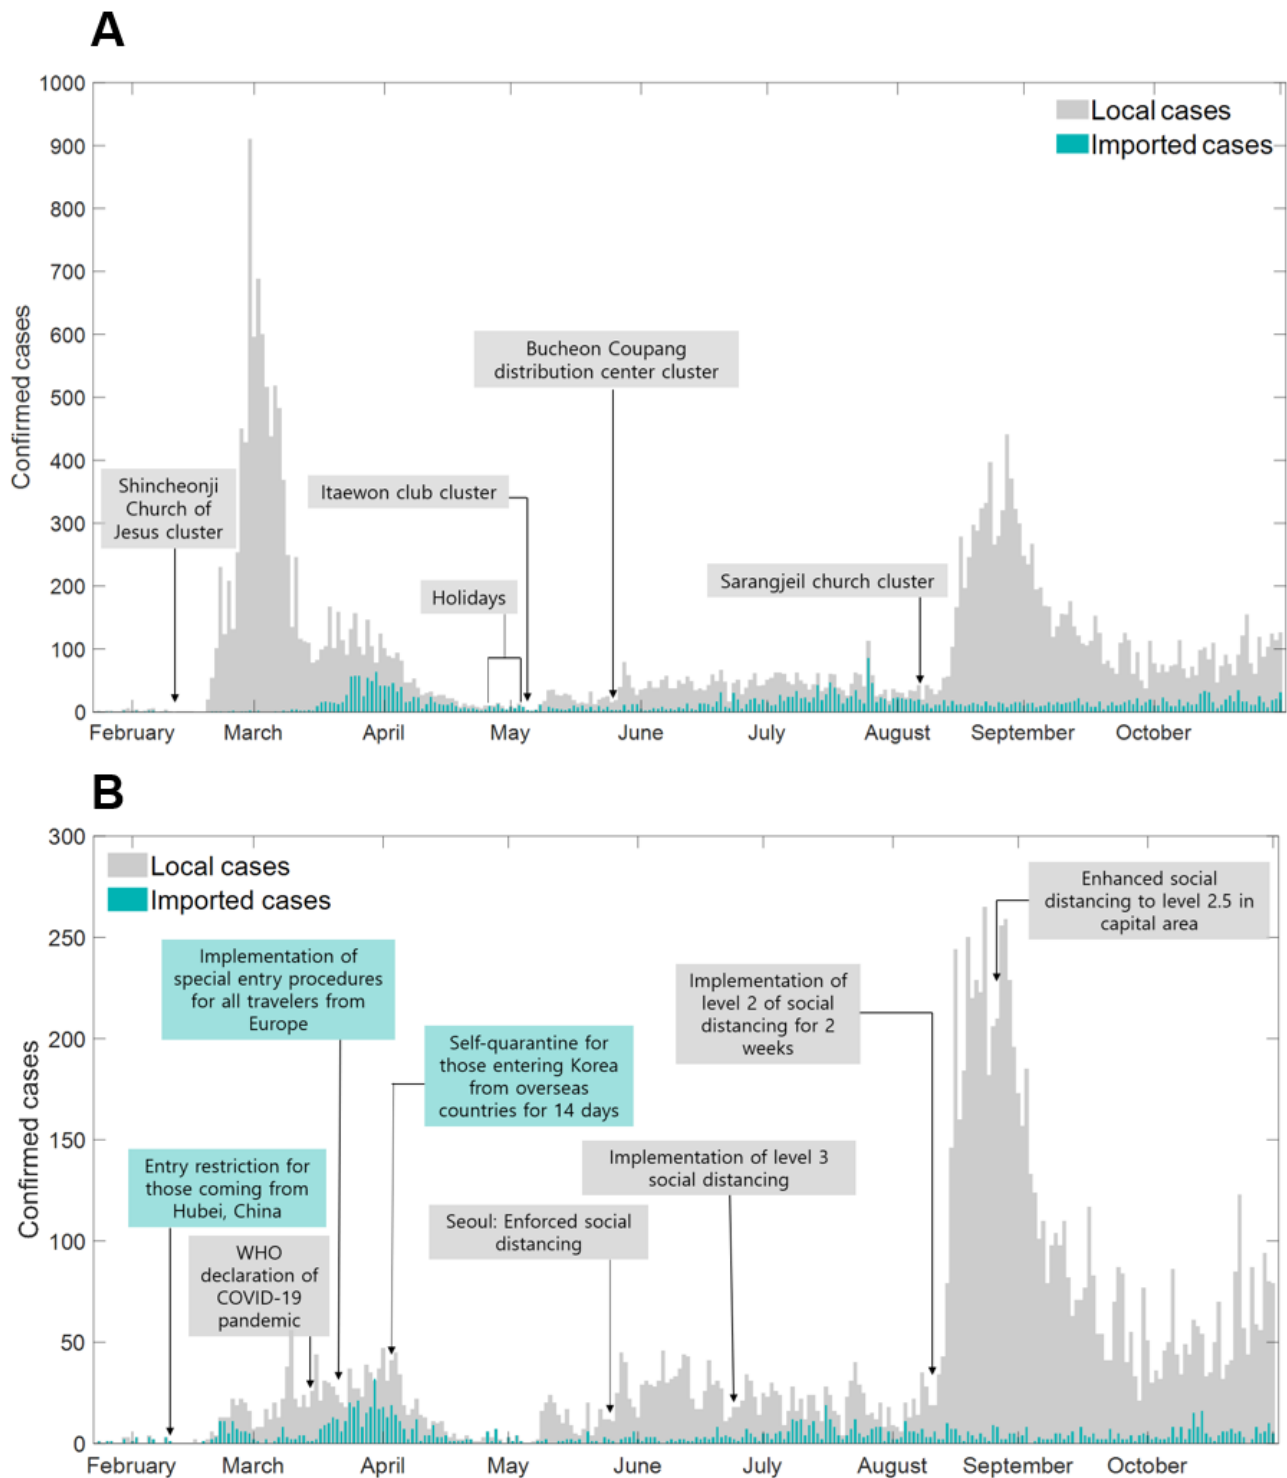 A
1000
900
800
700
600
500
400
300
200
100
0
Confirmed cases
Local cases
Imported cases
Shincheonji
Church of
Jesus cluster
Itaewon club cluster
Holidays
Bucheon Coupang
distribution center cluster
Sarangjeil church cluster
February
March
April
May
June
July
August
September
October
B
300
250
200
150
100
50
0
Confirmed cases
Local cases
Imported cases
Implementation of
special entry procedures
for all travelers from
Europe
Entry restriction for
those coming from
Hubei, China
WHO
declaration of
COVID-19
pandemic
Self-quarantine for
those entering Korea
from overseas
countries for 14 days
Seoul: Enforced social
distancing
Implementation of level 3
social distancing
Implementation of
level 2 of social
distancing for 2
weeks
Enhanced social
distancing to level 2.5 in
capital area
February
March
April
May
June
July
August
September
October